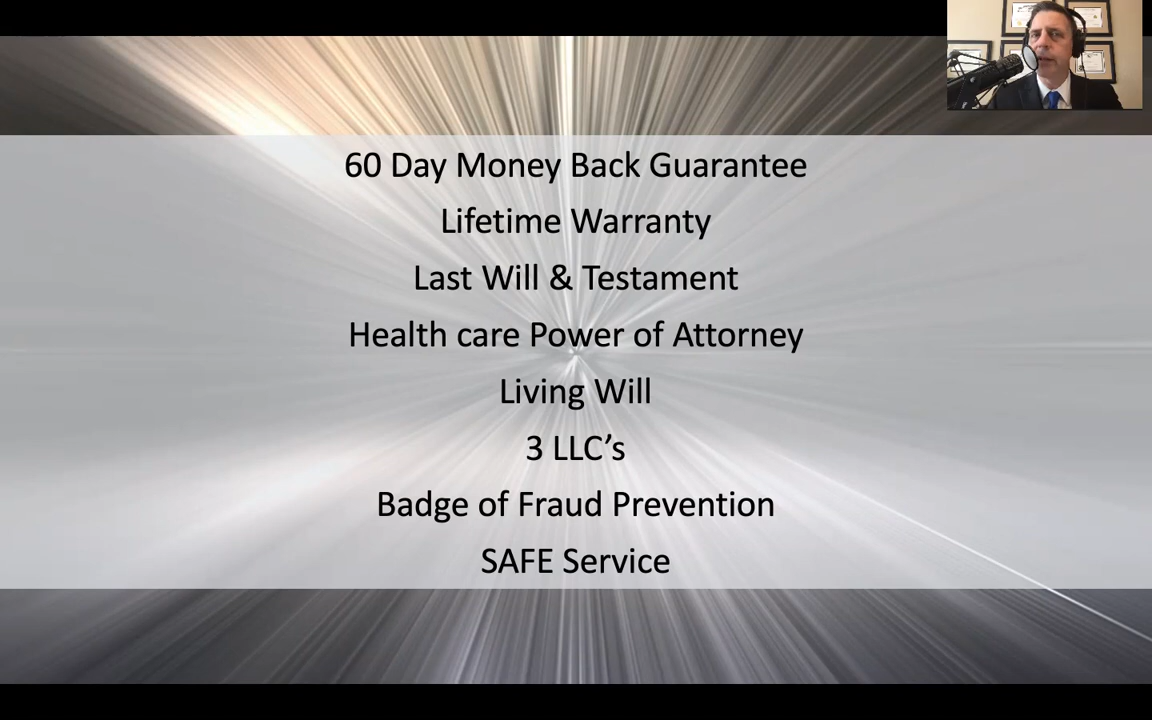 60 Day Money Back Guarantee
Lifetime Warranty
Last Will & Testament
Health care Power of Attorney
Living Will
3 LLC’s
Badge of Fraud Prevention
SAFE Service